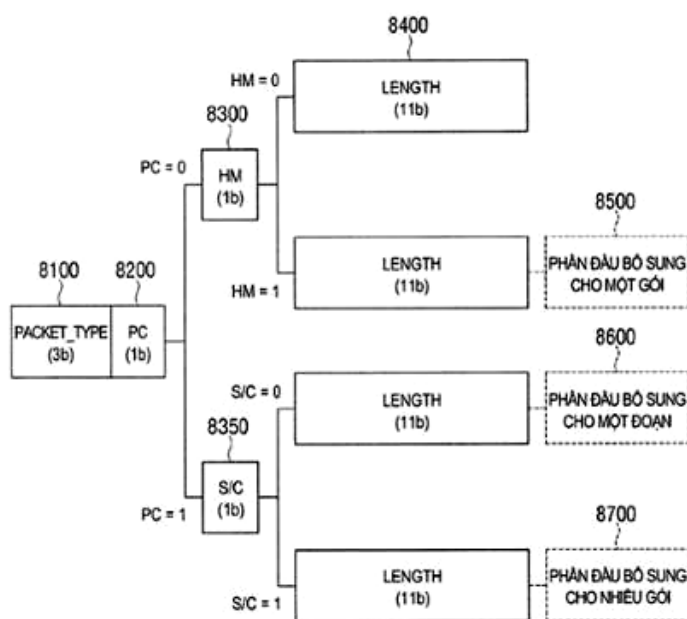 8400
HM = 0
LENGTH
(11b)
8300
PC = 0
HM
(1b)
8500
HM = 1
LENGTH
(11b)
PHẦN ĐẦU BỔ SUNG
CHO MỘT GÓI
8100
8200
PACKET_TYPE
(3b)
PC
(1b)
8600
S/C = 0
LENGTH
(11b)
PHẦN ĐẦU BỔ SUNG
CHO MỘT ĐOẠN
8350
S/C
(1b)
PC = 1
8700
S/C = 1
LENGTH
(11b)
PHẦN ĐẦU BỔ SUNG
CHO NHIỀU GÓI